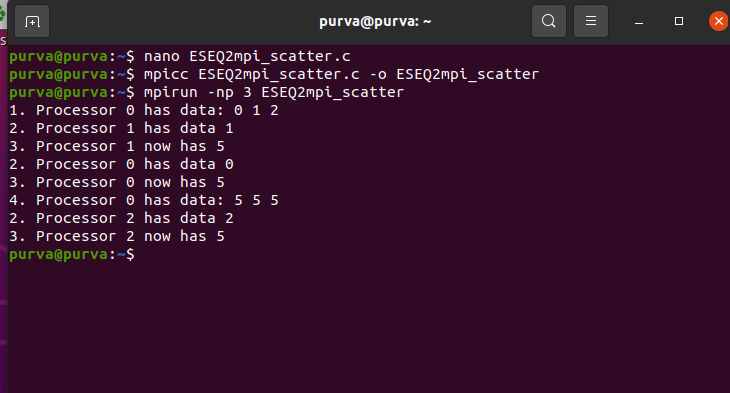 purva@purva: ~
purva@purva:~$ nano ESEQ2mpi_scatter.c
purva@purva:~$ mpicc ESEQ2mpi_scatter.c -o ESEQ2mpi_scatter
purva@purva:~$ mpirun -np 3 ESEQ2mpi_scatter
1. Processor 0 has data: 0 1 2
2. Processor 1 has data 1
3. Processor 1 now has 5
2. Processor 0 has data 0
3. Processor 0 now has 5
4. Processor 0 has data: 5 5 5
2. Processor 2 has data 2
3. Processor 2 now has 5
purva@purva:~$